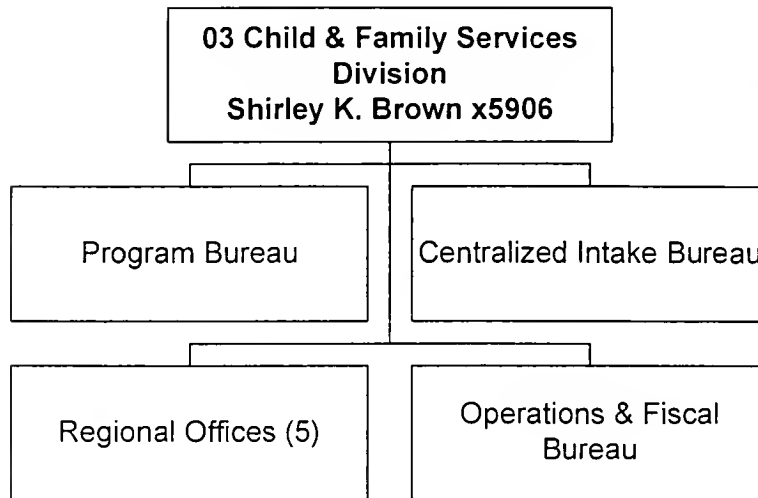 03 Child & Family Services
Division
Shirley K. Brown x5906
Program Bureau
Centralized Intake Bureau
Regional Offices (5)
Operations & Fiscal
Bureau